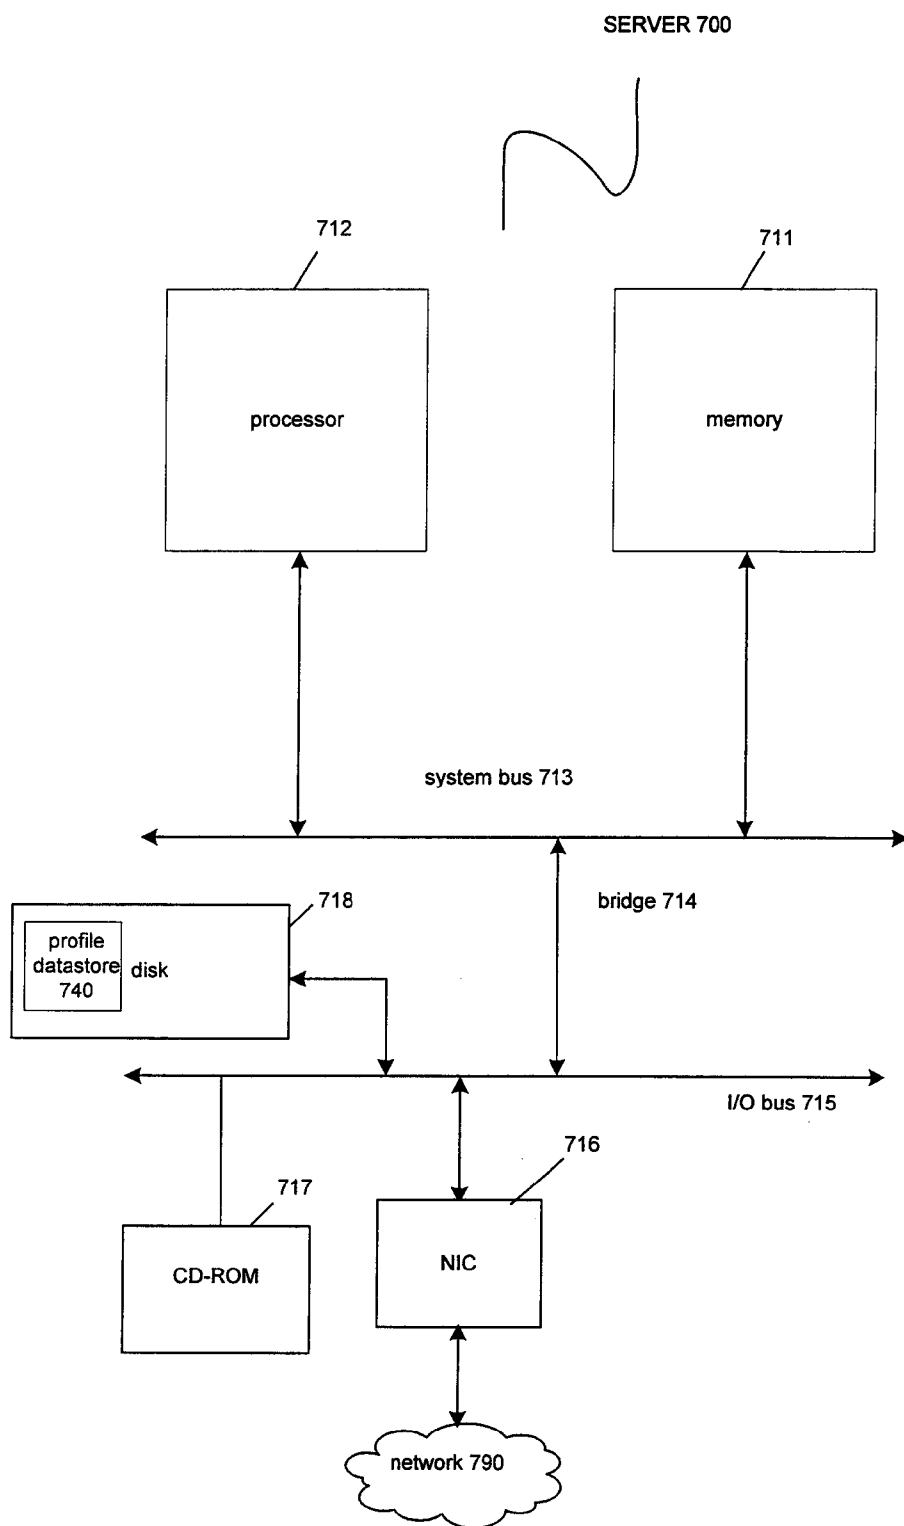 SERVER 700
712
711
processor
memory
system bus 713
bridge 714
718
profile
datastore
740
disk
I/O bus 715
716
717
NIC
CD-ROM
network 790